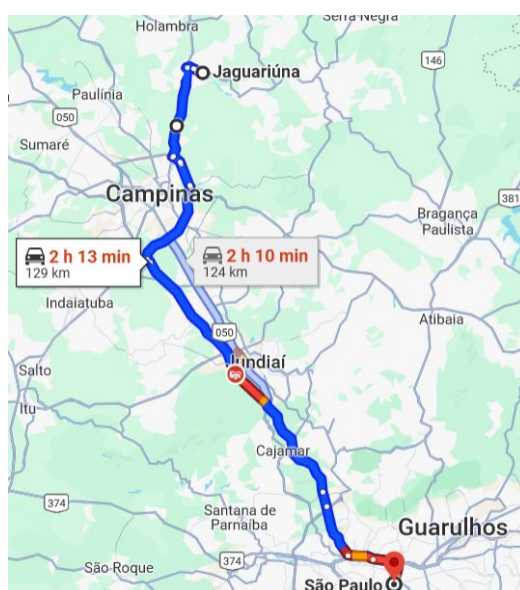 Serra Negra
Holambra
Jaguariúna
146
Paulínia
050
Sumaré
Campinas
381
Bragança
Paulista
2 h 13 min
129 km
2 h 10 min
124 km
Indaiatuba
050
Atibaia
Jundiaí
Salto
Itu
Cajamar
374
Santana de
Parnaíba
Guarulhos
São Roque
374
São Paulo